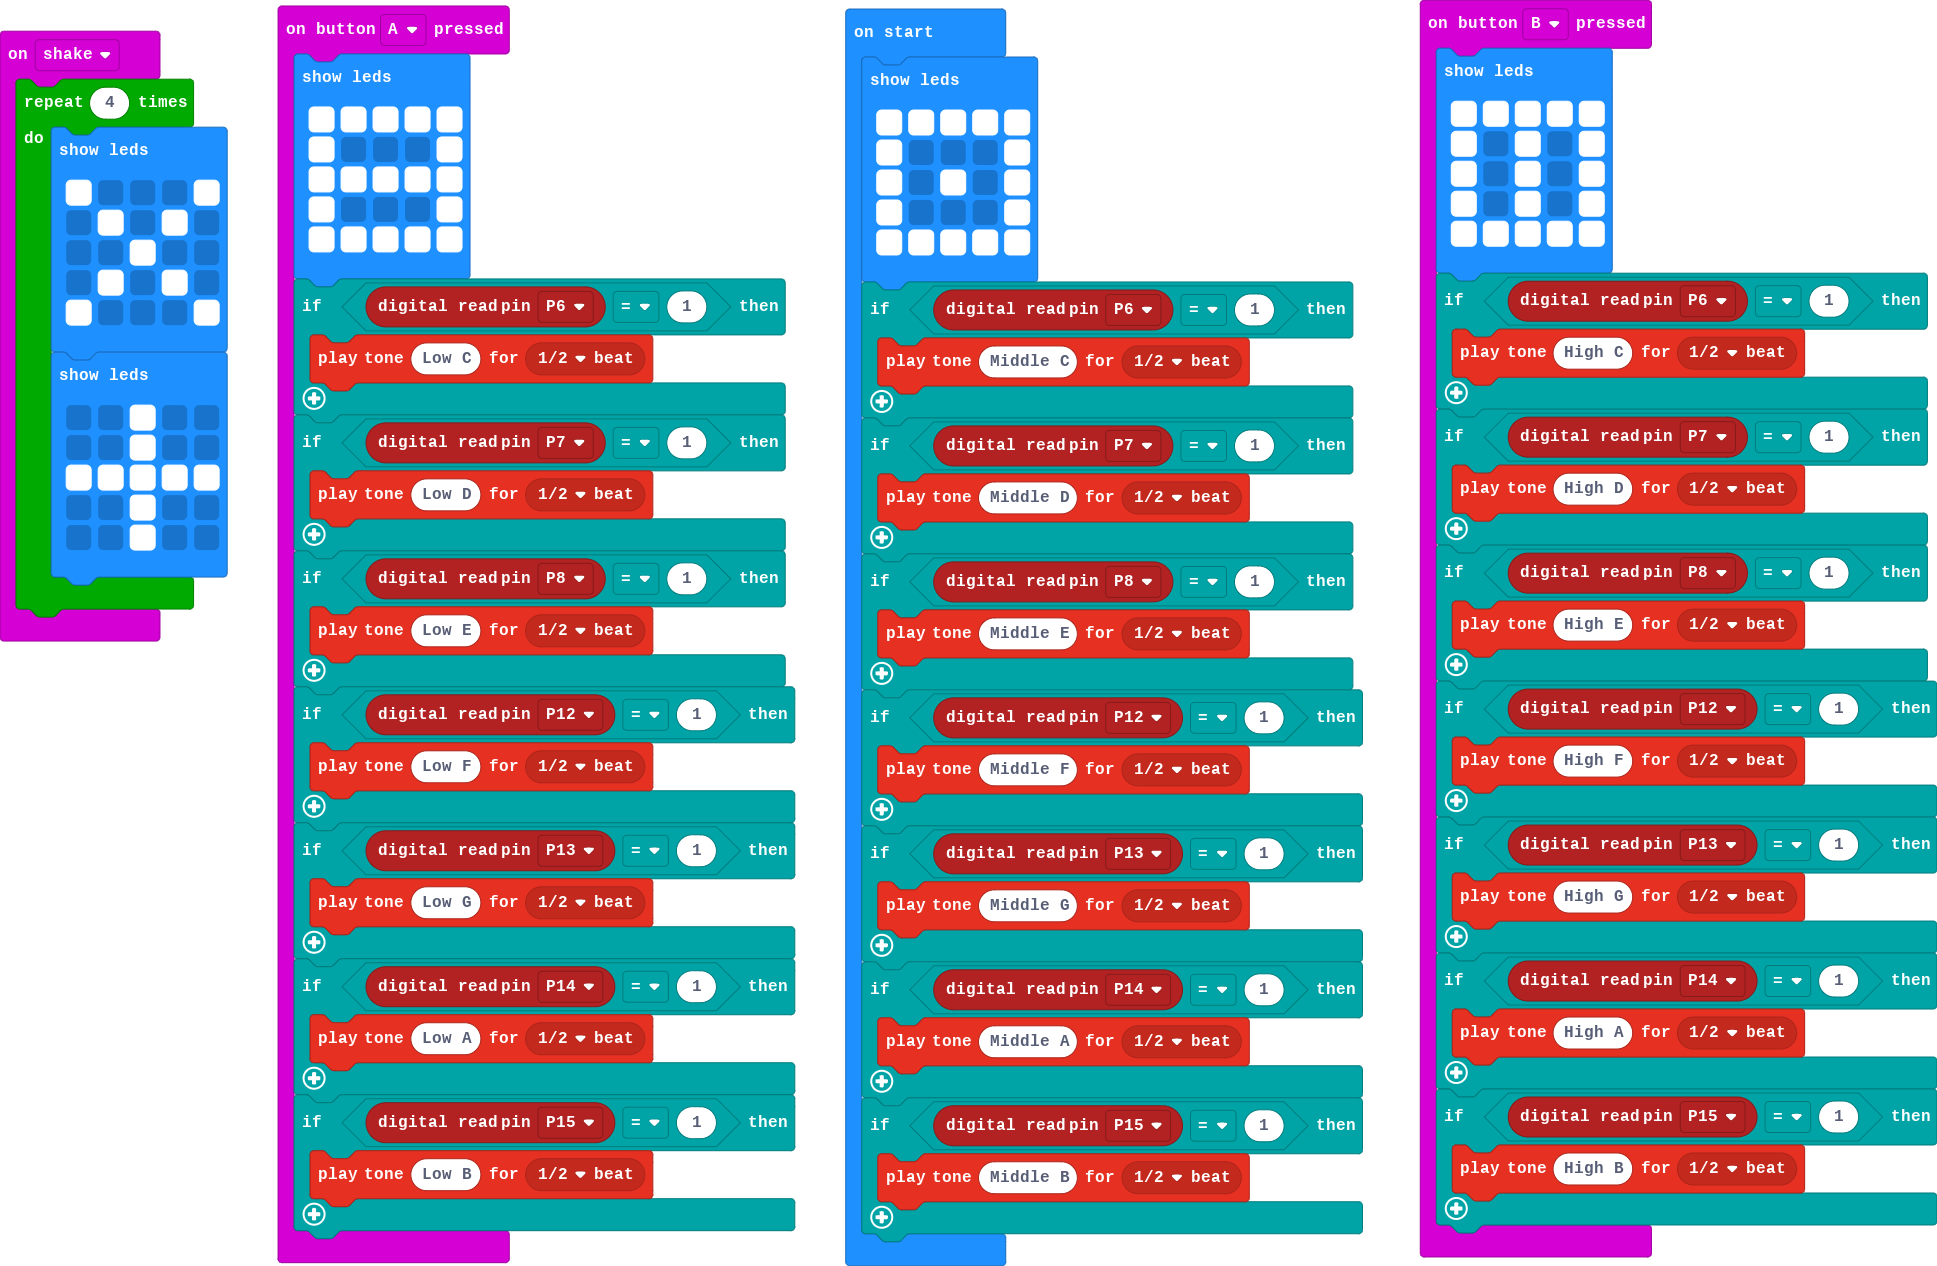 on shake
repeat 4 times
do
show leds
show leds
on button A pressed
show leds
if digital read pin P6 = 1 then
play tone Low C for 1/2 beat
if digital read pin P7 = 1 then
play tone Low D for 1/2 beat
if digital read pin P8 = 1 then
play tone Low E for 1/2 beat
if digital read pin P12 = 1 then
play tone Low F for 1/2 beat
if digital read pin P13 = 1 then
play tone Low G for 1/2 beat
if digital read pin P14 = 1 then
play tone Low A for 1/2 beat
if digital read pin P15 = 1 then
play tone Low B for 1/2 beat
on start
show leds
if digital read pin P6 = 1 then
play tone Middle C for 1/2 beat
if digital read pin P7 = 1 then
play tone Middle D for 1/2 beat
if digital read pin P8 = 1 then
play tone Middle E for 1/2 beat
if digital read pin P12 = 1 then
play tone Middle F for 1/2 beat
if digital read pin P13 = 1 then
play tone Middle G for 1/2 beat
if digital read pin P14 = 1 then
play tone Middle A for 1/2 beat
if digital read pin P15 = 1 then
play tone Middle B for 1/2 beat
on button B pressed
show leds
if digital read pin P6 = 1 then
play tone High C for 1/2 beat
if digital read pin P7 = 1 then
play tone High D for 1/2 beat
if digital read pin P8 = 1 then
play tone High E for 1/2 beat
if digital read pin P12 = 1 then
play tone High F for 1/2 beat
if digital read pin P13 = 1 then
play tone High G for 1/2 beat
if digital read pin P14 = 1 then
play tone High A for 1/2 beat
if digital read pin P15 = 1 then
play tone High B for 1/2 beat